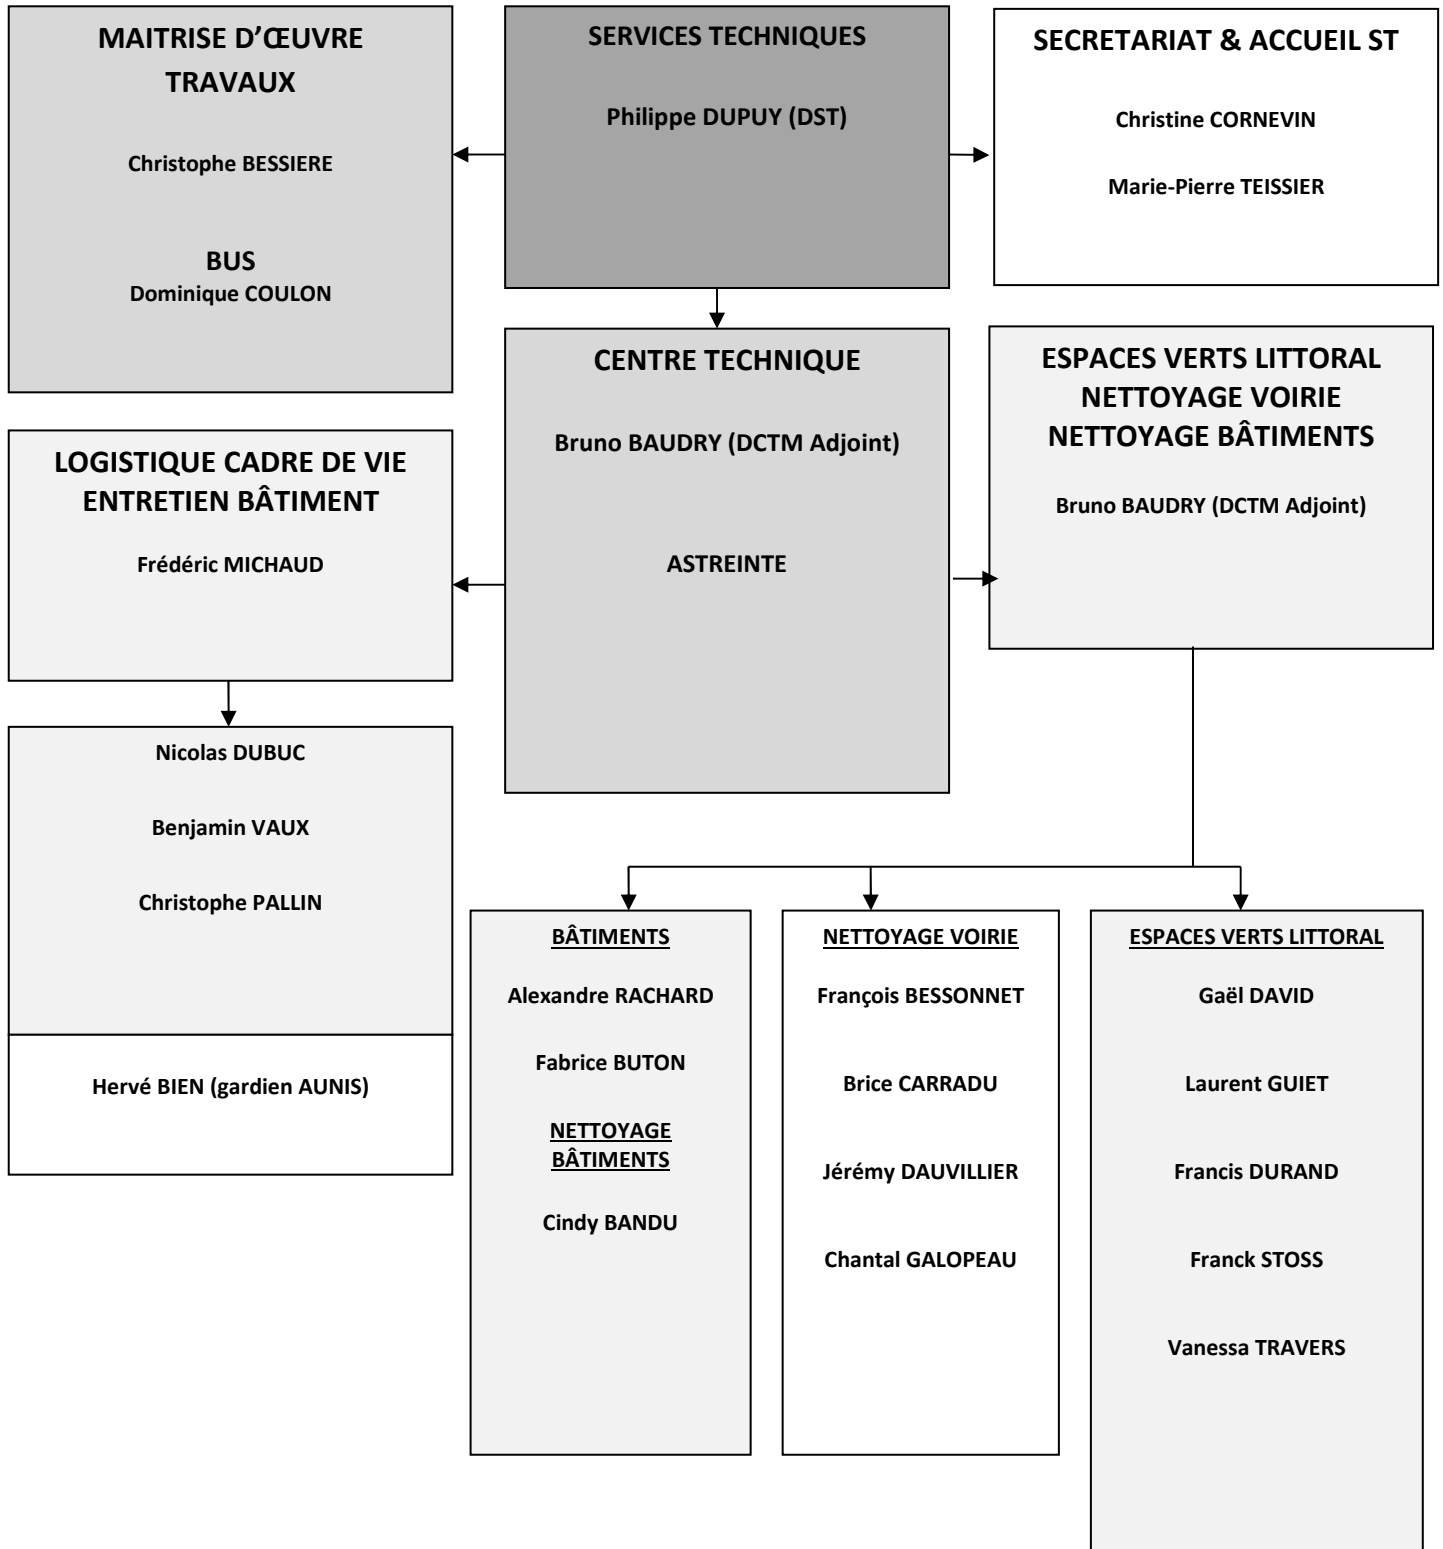 MAITRISE D’ŒUVRE
TRAVAUX
Christophe BESSIERE
BUS
Dominique COULON
SERVICES TECHNIQUES
Philippe DUPUY (DST)
SECRETARIAT & ACCUEIL ST
Christine CORNEVIN
Marie-Pierre TEISSIER
CENTRE TECHNIQUE
Bruno BAUDRY (DCTM Adjoint)
ASTREINTE
ESPACES VERTS LITTORAL
NETTOYAGE VOIRIE
NETTOYAGE BÂTIMENTS
Bruno BAUDRY (DCTM Adjoint)
LOGISTIQUE CADRE DE VIE
ENTRETIEN BÂTIMENT
Frédéric MICHAUD
Nicolas DUBUC
Benjamin VAUX
Christophe PALLIN
Hervé BIEN (gardien AUNIS)
BÂTIMENTS
Alexandre RACHARD
Fabrice BUTON
NETTOYAGE
BÂTIMENTS
Cindy BANDU
NETTOYAGE VOIRIE
François BESSONNET
Brice CARRADU
Jérémy DAUVILLIER
Chantal GALOPEAU
ESPACES VERTS LITTORAL
Gaël DAVID
Laurent GUIET
Francis DURAND
Franck STOSS
Vanessa TRAVERS